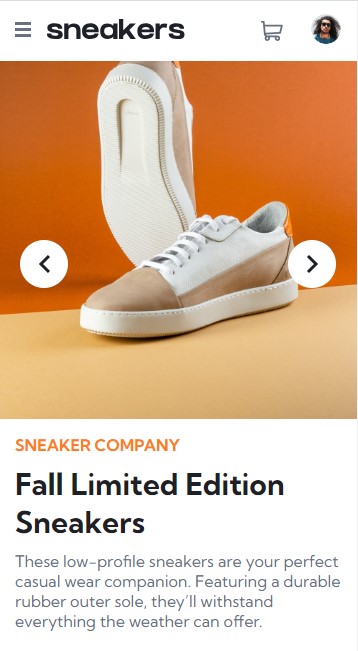 sneakers
SNEAKER COMPANY
Fall Limited Edition
Sneakers
These low-profile sneakers are your perfect
casual wear companion. Featuring a durable
rubber outer sole, they’ll withstand
everything the weather can offer.